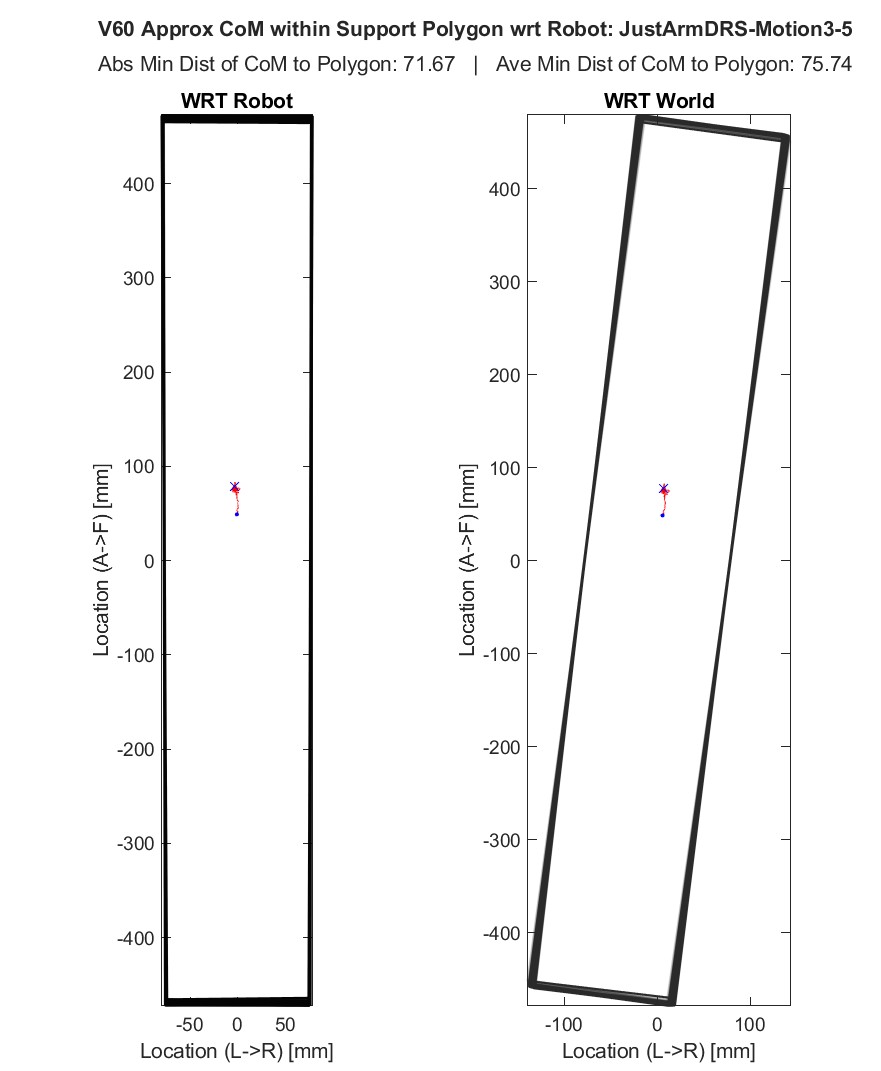 V60 Approx CoM within Support Polygon wrt Robot: JustArmDRS-Motion3-5
Abs Min Dist of CoM to Polygon: 71.67 | Ave Min Dist of CoM to Polygon: 75.74
WRT Robot
400
300
200
100
0
-100
-200
-300
-400
Location (A->F) [mm]
-50 0 50
Location (L->R) [mm]
WRT World
400
300
200
100
0
-100
-200
-300
-400
Location (A->F) [mm]
-100 0 100
Location (L->R) [mm]